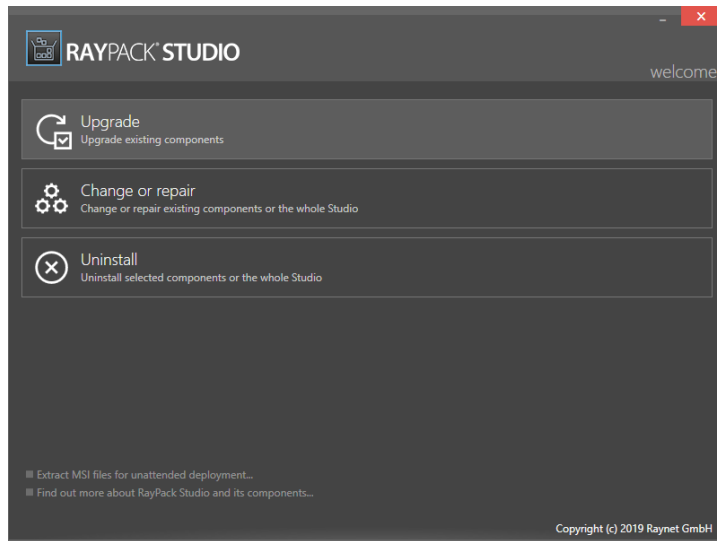 RAYPACK® STUDIO
welcome
Upgrade
Upgrade existing components
Change or repair
Change or repair existing components or the whole Studio
Uninstall
Uninstall selected components or the whole Studio
Extract MSI files for unattended deployment...
Find out more about RayPack Studio and its components...
Copyright (c) 2019 Raynet GmbH